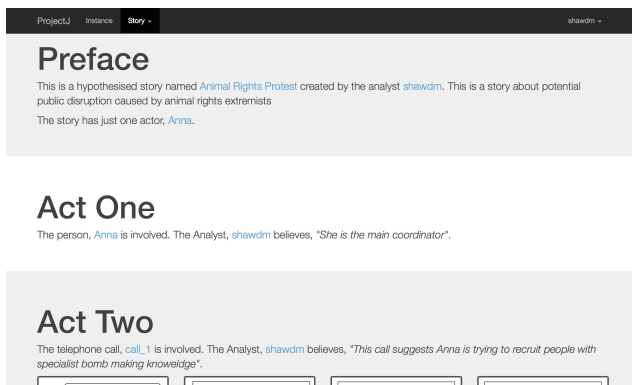 ProjectJ Instance Story shawdm
Preface
This is a hypothesised story named Animal Rights Protest created by the analyst shawdm. This is a story about potential
public disruption caused by animal rights extremists
The story has just one actor, Anna.
Act One
The person, Anna is involved. The Analyst, shawdm believes, "She is the main coordinator".
Act Two
The telephone call, call_1 is involved. The Analyst, shawdm believes, "This call suggests Anna is trying to recruit people with
specialist bomb making knoweldge".